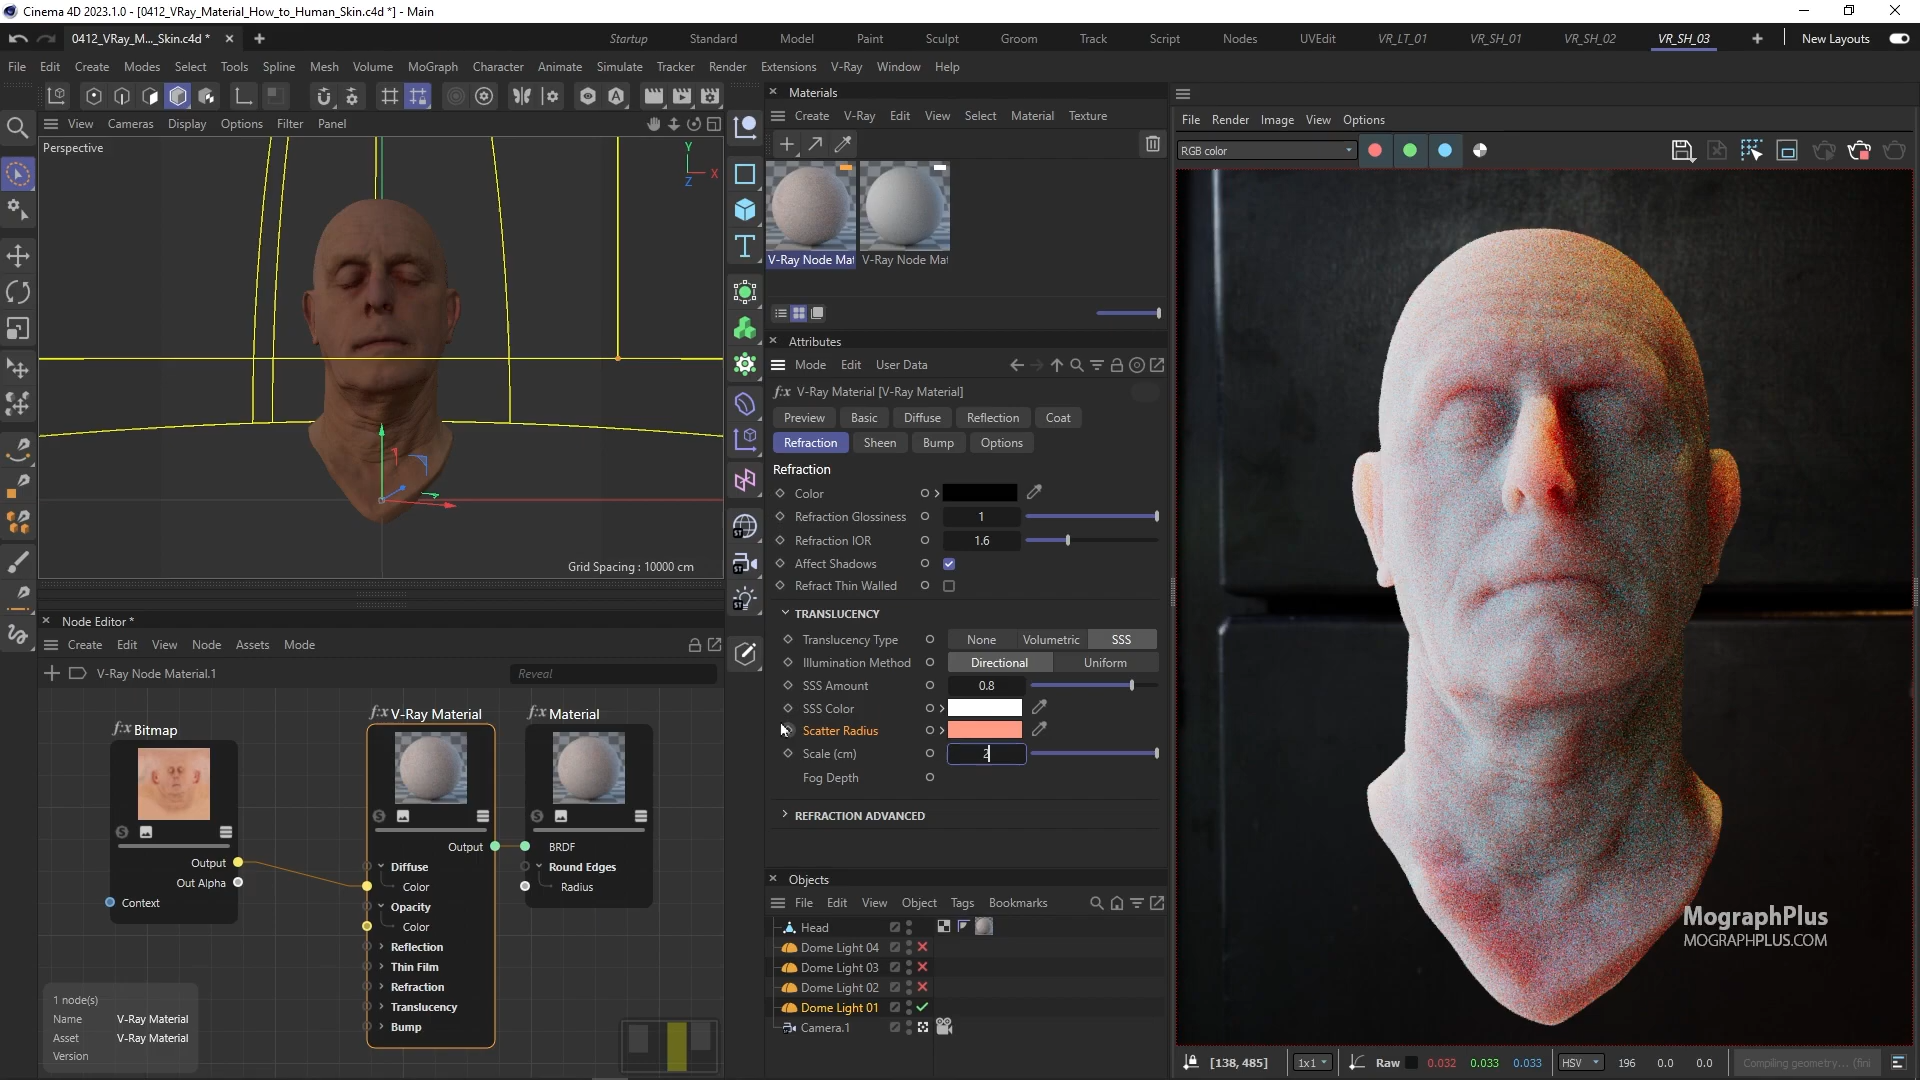 Cinema 4D 2023.1.0 - [0412_VRay_Material_How_to_Human_Skin.c4d *] - Main
0412_VRay_M..._Skin.c4d *
Startup Standard Model Paint Sculpt Groom Track Script Nodes UVEdit VR_LT_01 VR_SH_01 VR_SH_02 VR_SH_03 New Layouts
File Edit Create Modes Select Tools Spline Mesh Volume MoGraph Character Animate Simulate Tracker Render Extensions V-Ray Window Help
View Cameras Display Options Filter Panel
Perspective
Y
X
Z
Grid Spacing : 10000 cm
Node Editor *
Create Edit View Node Assets Mode
V-Ray Node Material.1
Reveal
f:x Bitmap
Output
Out Alpha
Context
f:x V-Ray Material
Output
Diffuse
Color
Opacity
Color
Reflection
Thin Film
Refraction
Translucency
Bump
f:x Material
BRDF
Round Edges
Radius
1 node(s)
Name V-Ray Material
Asset V-Ray Material
Version
ST
ST
ST
Materials
Create V-Ray Edit View Select Material Texture
V-Ray Node Mat V-Ray Node Mat
Attributes
Mode Edit User Data
f:x V-Ray Material [V-Ray Material]
Preview Basic Diffuse Reflection Coat
Refraction Sheen Bump Options
Refraction
Color
Refraction Glossiness 1
Refraction IOR 1.6
Affect Shadows
Refract Thin Walled
TRANSLUCENCY
Translucency Type None Volumetric SSS
Illumination Method Directional Uniform
SSS Amount 0.8
SSS Color
Scatter Radius
Scale (cm) 2
Fog Depth
REFRACTION ADVANCED
Objects
File Edit View Object Tags Bookmarks
Head
Dome Light 04
Dome Light 03
Dome Light 02
Dome Light 01
Camera.1
File Render Image View Options
RGB color
MographPlus
MOGRAPHPLUS.COM
[138, 485] 1x1 Raw 0.032 0.033 0.033 HSV 196 0.0 0.0 Compiling geometry... (fini